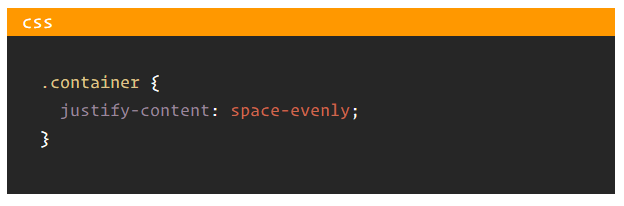 css
.container {
  justify-content: space-evenly;
}